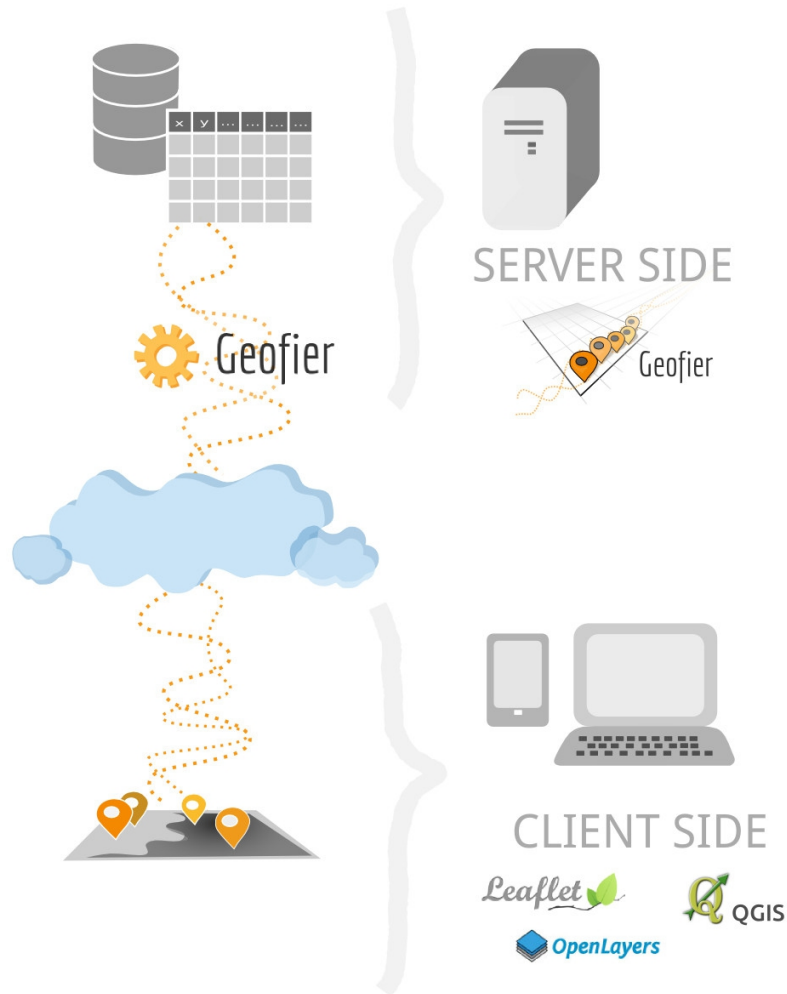 x y ... ... ... ...
SERVER SIDE
Geofier
Geofier
CLIENT SIDE
Leaflet
QGIS
OpenLayers